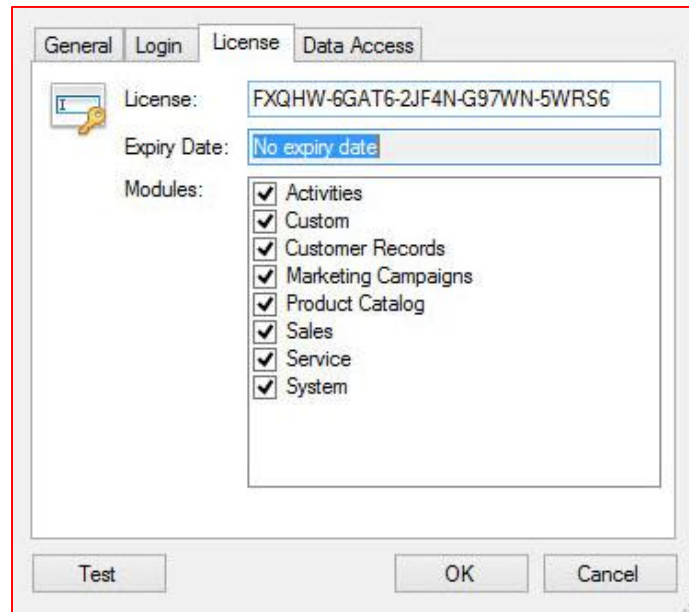 General Login License Data Access
License: FXQHW-6GAT6-2JF4N-G97WN-5WRS6
Expiry Date: No expiry date
Modules: Activities
Custom
Customer Records
Marketing Campaigns
Product Catalog
Sales
Service
System
Test OK Cancel